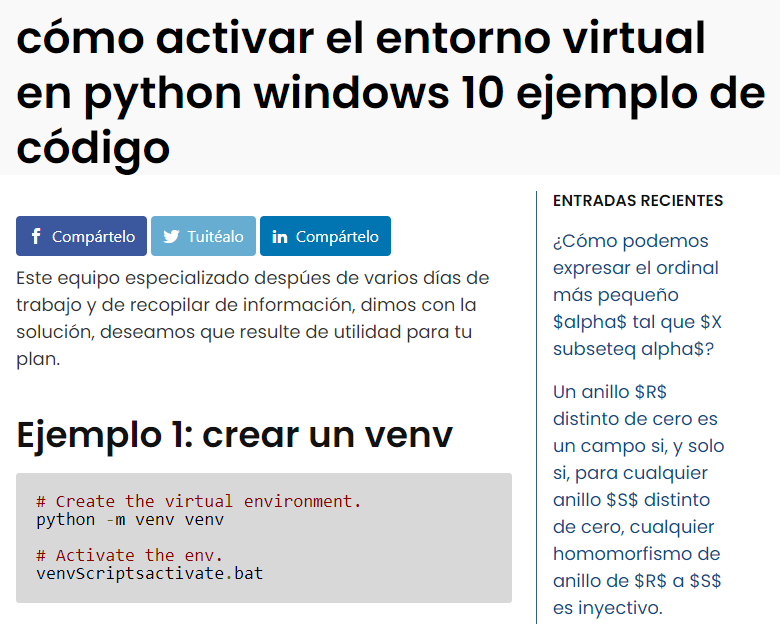 cómo activar el entorno virtual
en python windows 10 ejemplo de
código
Compártelo
Tuitéalo
Compártelo
Este equipo especializado despúes de varios días de
trabajo y de recopilar de información, dimos con la
solución, deseamos que resulte de utilidad para tu
plan.
Ejemplo 1: crear un venv
# Create the virtual environment.
python -m venv venv
# Activate the env.
venvScriptsactivate.bat
ENTRADAS RECIENTES
¿Cómo podemos
expresar el ordinal
más pequeño
$alpha$ tal que $X
subseteq alpha$?
Un anillo $R$
distinto de cero es
un campo si, y solo
si, para cualquier
anillo $S$ distinto
de cero, cualquier
homomorfismo de
anillo de $R$ a $S$
es inyectivo.